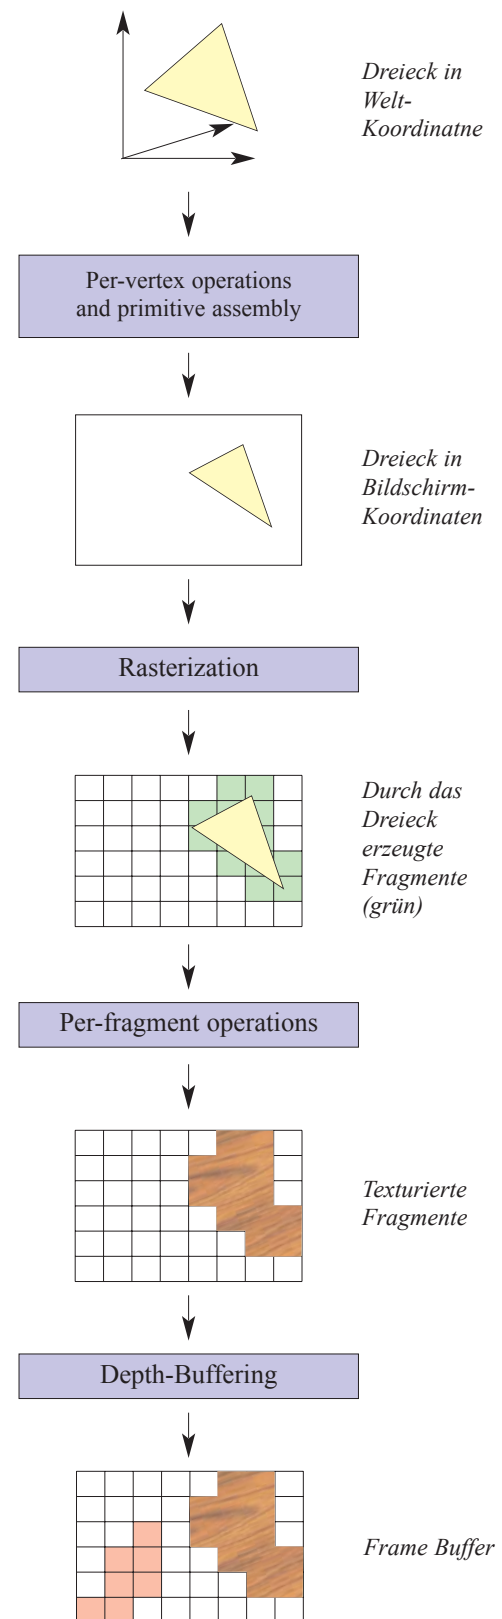 Dreieck in
Welt-
Koordinatne
Per-vertex operations
and primitive assembly
Dreieck in
Bildschirm-
Koordinaten
Rasterization
Durch das
Dreieck
erzeugte
Fragmente
(grün)
Per-fragment operations
Texturierte
Fragmente
Depth-Buffering
Frame Buffer